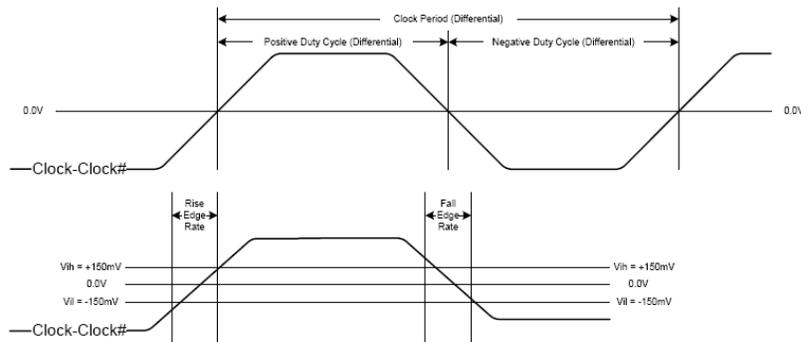 Clock Period (Differential)
Positive Duty Cycle (Differential)
Negative Duty Cycle (Differential)
0.0V
0.0V
Clock-Clock#
Rise
Edge
Rate
Fall
Edge
Rate
Vih = +150mV
Vih = +150mV
0.0V
0.0V
Vil = -150mV
Vil = -150mV
Clock-Clock#